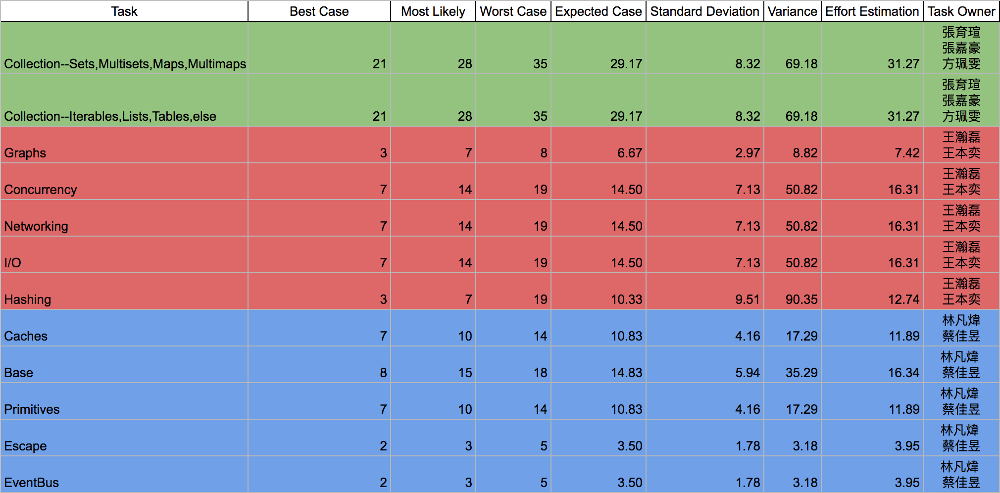 Task Best Case Most Likely Worst Case Expected Case Standard Deviation Variance Effort Estimation Task Owner
張育瑄
張嘉豪
Collection--Sets,Multisets,Maps,Multimaps 21 28 35 29.17 8.32 69.18 31.27 方珮雯
張育瑄
張嘉豪
Collection--Iterables,Lists,Tables,else 21 28 35 29.17 8.32 69.18 31.27 方珮雯
王瀚磊
Graphs 3 7 8 6.67 2.97 8.82 7.42 王本奕
王瀚磊
Concurrency 7 14 19 14.50 7.13 50.82 16.31 王本奕
王瀚磊
Networking 7 14 19 14.50 7.13 50.82 16.31 王本奕
王瀚磊
I/O 7 14 19 14.50 7.13 50.82 16.31 王本奕
王瀚磊
Hashing 3 7 19 10.33 9.51 90.35 12.74 王本奕
林凡煒
Caches 7 10 14 10.83 4.16 17.29 11.89 蔡佳昱
林凡煒
Base 8 15 18 14.83 5.94 35.29 16.34 蔡佳昱
林凡煒
Primitives 7 10 14 10.83 4.16 17.29 11.89 蔡佳昱
林凡煒
Escape 2 3 5 3.50 1.78 3.18 3.95 蔡佳昱
林凡煒
EventBus 2 3 5 3.50 1.78 3.18 3.95 蔡佳昱